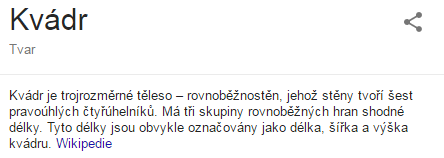 Kvádr
Tvar
Kvádr je trojrozměrné těleso – rovnoběžnostěn, jehož stěny tvoří šest
pravoúhlých čtyřúhelníků. Má tři skupiny rovnoběžných hran shodné
délky. Tyto délky jsou obvykle označovány jako délka, šířka a výška
kvádru. Wikipedie